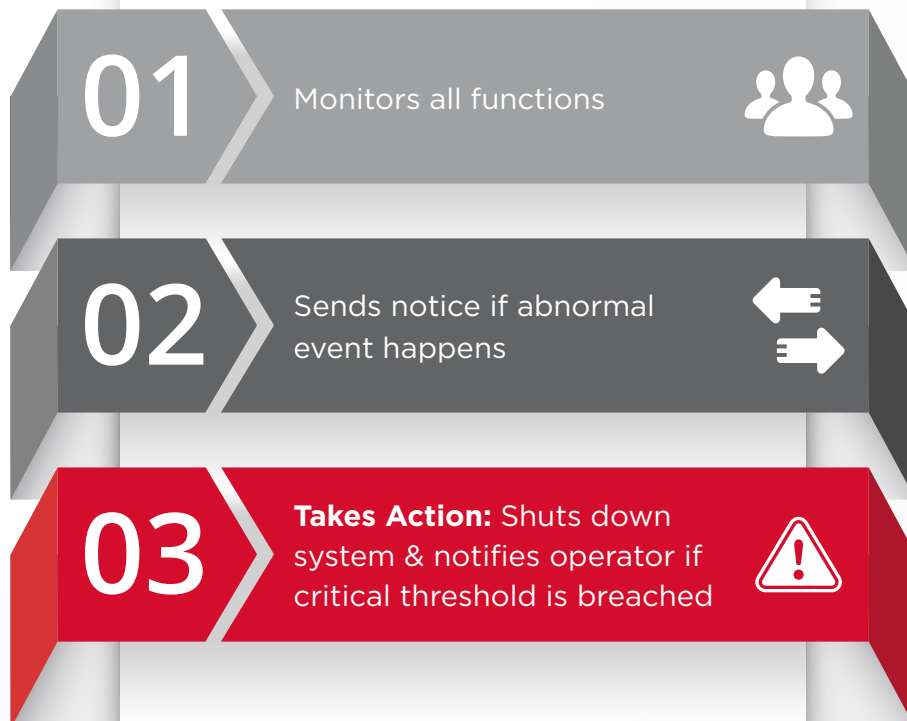 01
Monitors all functions
02
Sends notice if abnormal
event happens
03
Takes Action: Shuts down
system & notifies operator if
critical threshold is breached